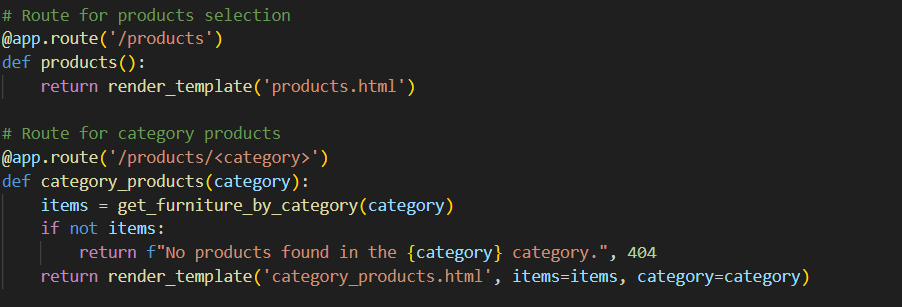 # Route for products selection
@app.route('/products')
def products():
    return render_template('products.html')
# Route for category products
@app.route('/products/<category>')
def category_products(category):
    items = get_furniture_by_category(category)
    if not items:
        return f"No products found in the {category} category.", 404
    return render_template('category_products.html', items=items, category=category)